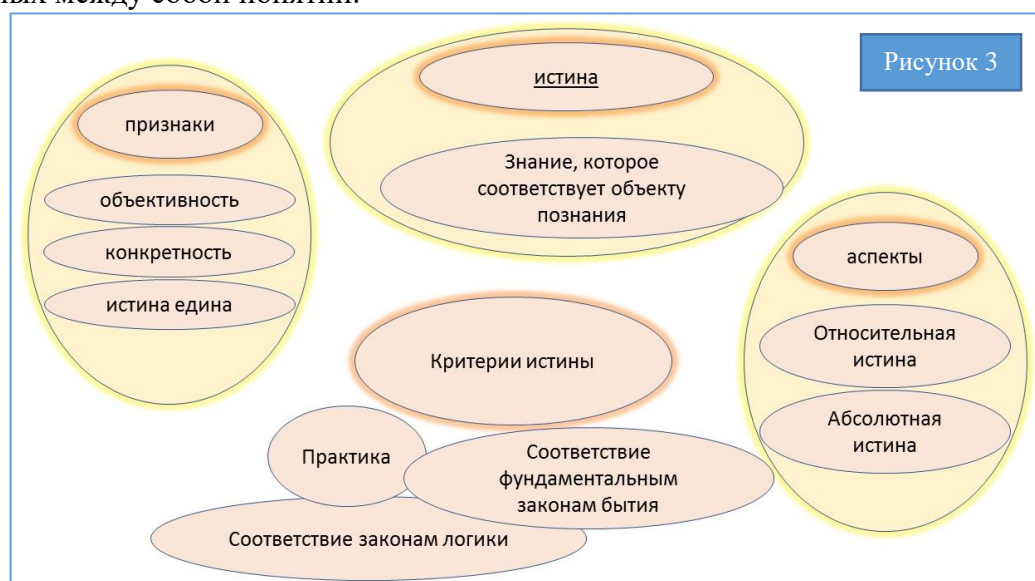 ных между собой понятий.
Рисунок 3
истина
Знание, которое
соответствует объекту
познания
признаки
объективность
конкретность
истина едина
аспекты
Относительная
истина
Абсолютная
истина
Критерии истины
Практика
Соответствие
фундаментальным
законам бытия
Соответствие законам логики